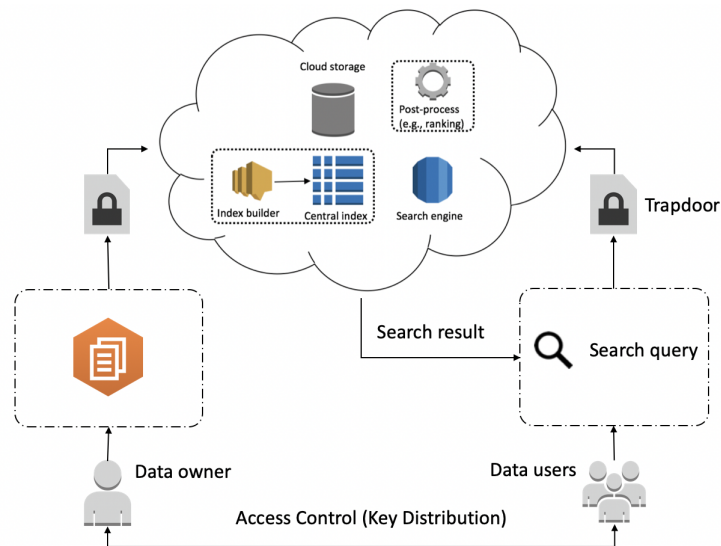 Cloud storage
Post-process
(e.g., ranking)
Index builder
Central index
Search engine
Trapdoor
Search result
Search query
Data owner
Data users
Access Control (Key Distribution)